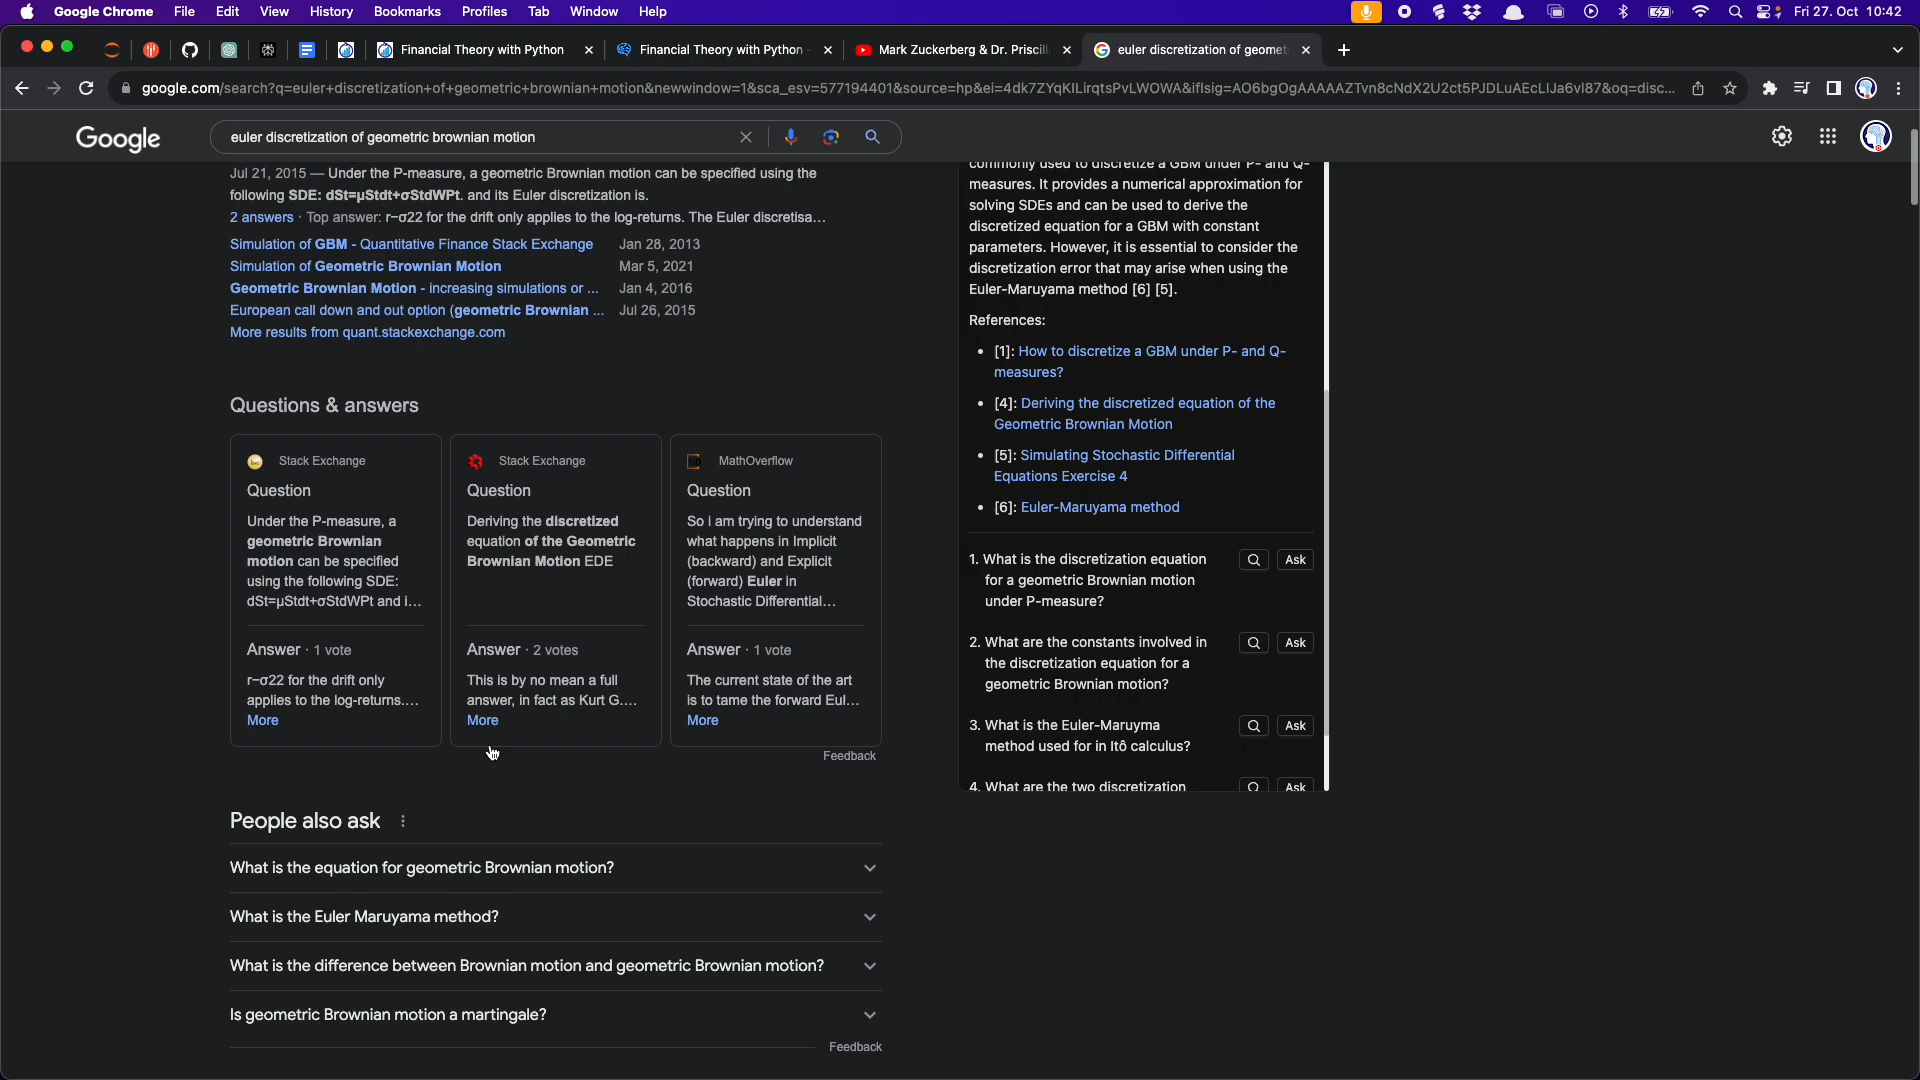 Google Chrome File Edit View History Bookmarks Profiles Tab Window Help Fri 27. Oct 10:42
Financial Theory with Python Financial Theory with Python Mark Zuckerberg & Dr. Priscil euler discretization of geomet
google.com/search?q=euler+discretization+of+geometric+brownian+motion&newwindow=1&sca_esv=577194401&source=hp&ei=4dk7ZYqKILirqtsPvLWOWA&iflsig=AO6bgOgAAAAAZTvn8cNdX2U2ct5PJDLuAEcLIJa6vl87&oq=disc...
Google
euler discretization of geometric brownian motion
Jul 21, 2015 — Under the P-measure, a geometric Brownian motion can be specified using the
following SDE: dSt=μStdt+σStdWPt. and its Euler discretization is.
2 answers · Top answer: r−σ22 for the drift only applies to the log-returns. The Euler discretisa...
Simulation of GBM - Quantitative Finance Stack Exchange Jan 28, 2013
Simulation of Geometric Brownian Motion Mar 5, 2021
Geometric Brownian Motion - increasing simulations or ... Jan 4, 2016
European call down and out option (geometric Brownian ... Jul 26, 2015
More results from quant.stackexchange.com
Questions & answers
Stack Exchange
Question
Under the P-measure, a
geometric Brownian
motion can be specified
using the following SDE:
dSt=μStdt+σStdWPt and i...
Answer · 1 vote
r−σ22 for the drift only
applies to the log-returns....
More
Stack Exchange
Question
Deriving the discretized
equation of the Geometric
Brownian Motion EDE
Answer · 2 votes
This is by no mean a full
answer, in fact as Kurt G....
More
MathOverflow
Question
So i am trying to understand
what happens in Implicit
(backward) and Explicit
(forward) Euler in
Stochastic Differential...
Answer · 1 vote
The current state of the art
is to tame the forward Eul...
More
Feedback
People also ask
What is the equation for geometric Brownian motion?
What is the Euler Maruyama method?
What is the difference between Brownian motion and geometric Brownian motion?
Is geometric Brownian motion a martingale?
Feedback
commonly used to discretize a GBM under P- and Q-
measures. It provides a numerical approximation for
solving SDEs and can be used to derive the
discretized equation for a GBM with constant
parameters. However, it is essential to consider the
discretization error that may arise when using the
Euler-Maruyama method [6] [5].
References:
• [1]: How to discretize a GBM under P- and Q-
measures?
• [4]: Deriving the discretized equation of the
Geometric Brownian Motion
• [5]: Simulating Stochastic Differential
Equations Exercise 4
• [6]: Euler-Maruyama method
1. What is the discretization equation Ask
for a geometric Brownian motion
under P-measure?
2. What are the constants involved in Ask
the discretization equation for a
geometric Brownian motion?
3. What is the Euler-Maruyma Ask
method used for in Itô calculus?
4. What are the two discretization Ask